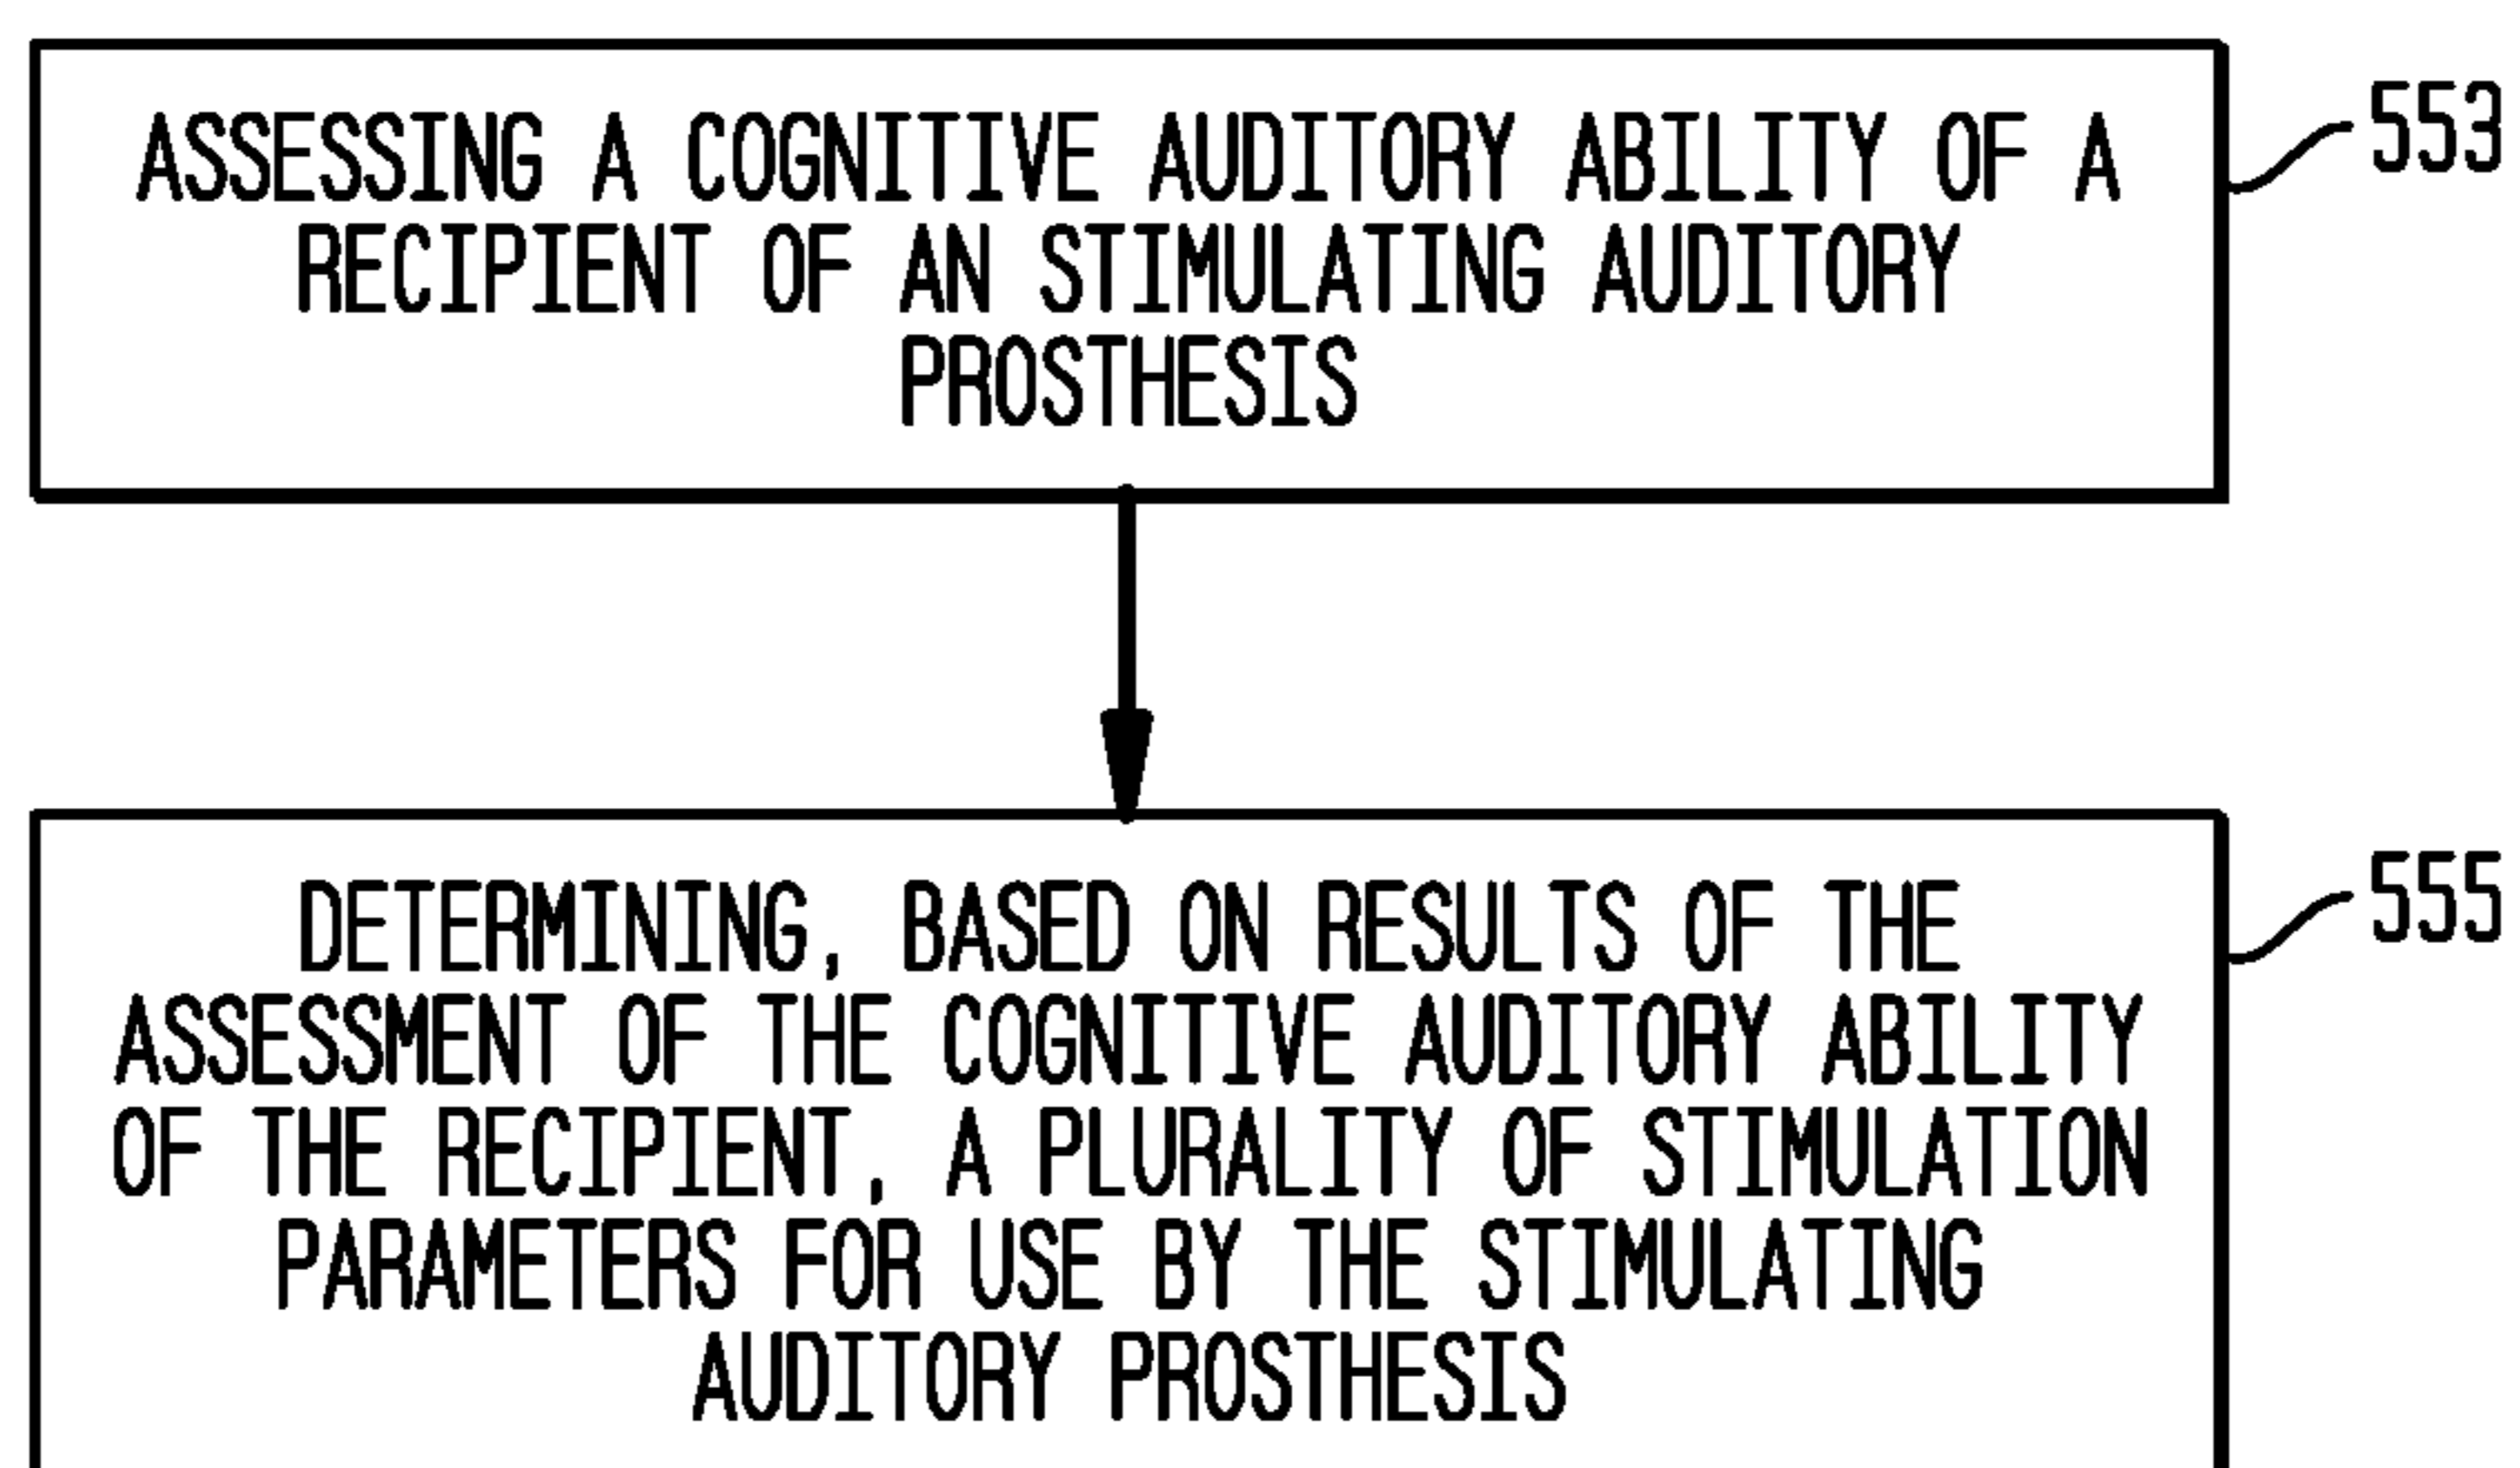 ASSESSING A COGNITIVE AUDITORY ABILITY OF A
RECIPIENT OF AN STIMULATING AUDITORY
PROSTHESIS
553
DETERMINING, BASED ON RESULTS OF THE
ASSESSMENT OF THE COGNITIVE AUDITORY ABILITY
OF THE RECIPIENT, A PLURALITY OF STIMULATION
PARAMETERS FOR USE BY THE STIMULATING
AUDITORY PROSTHESIS
555